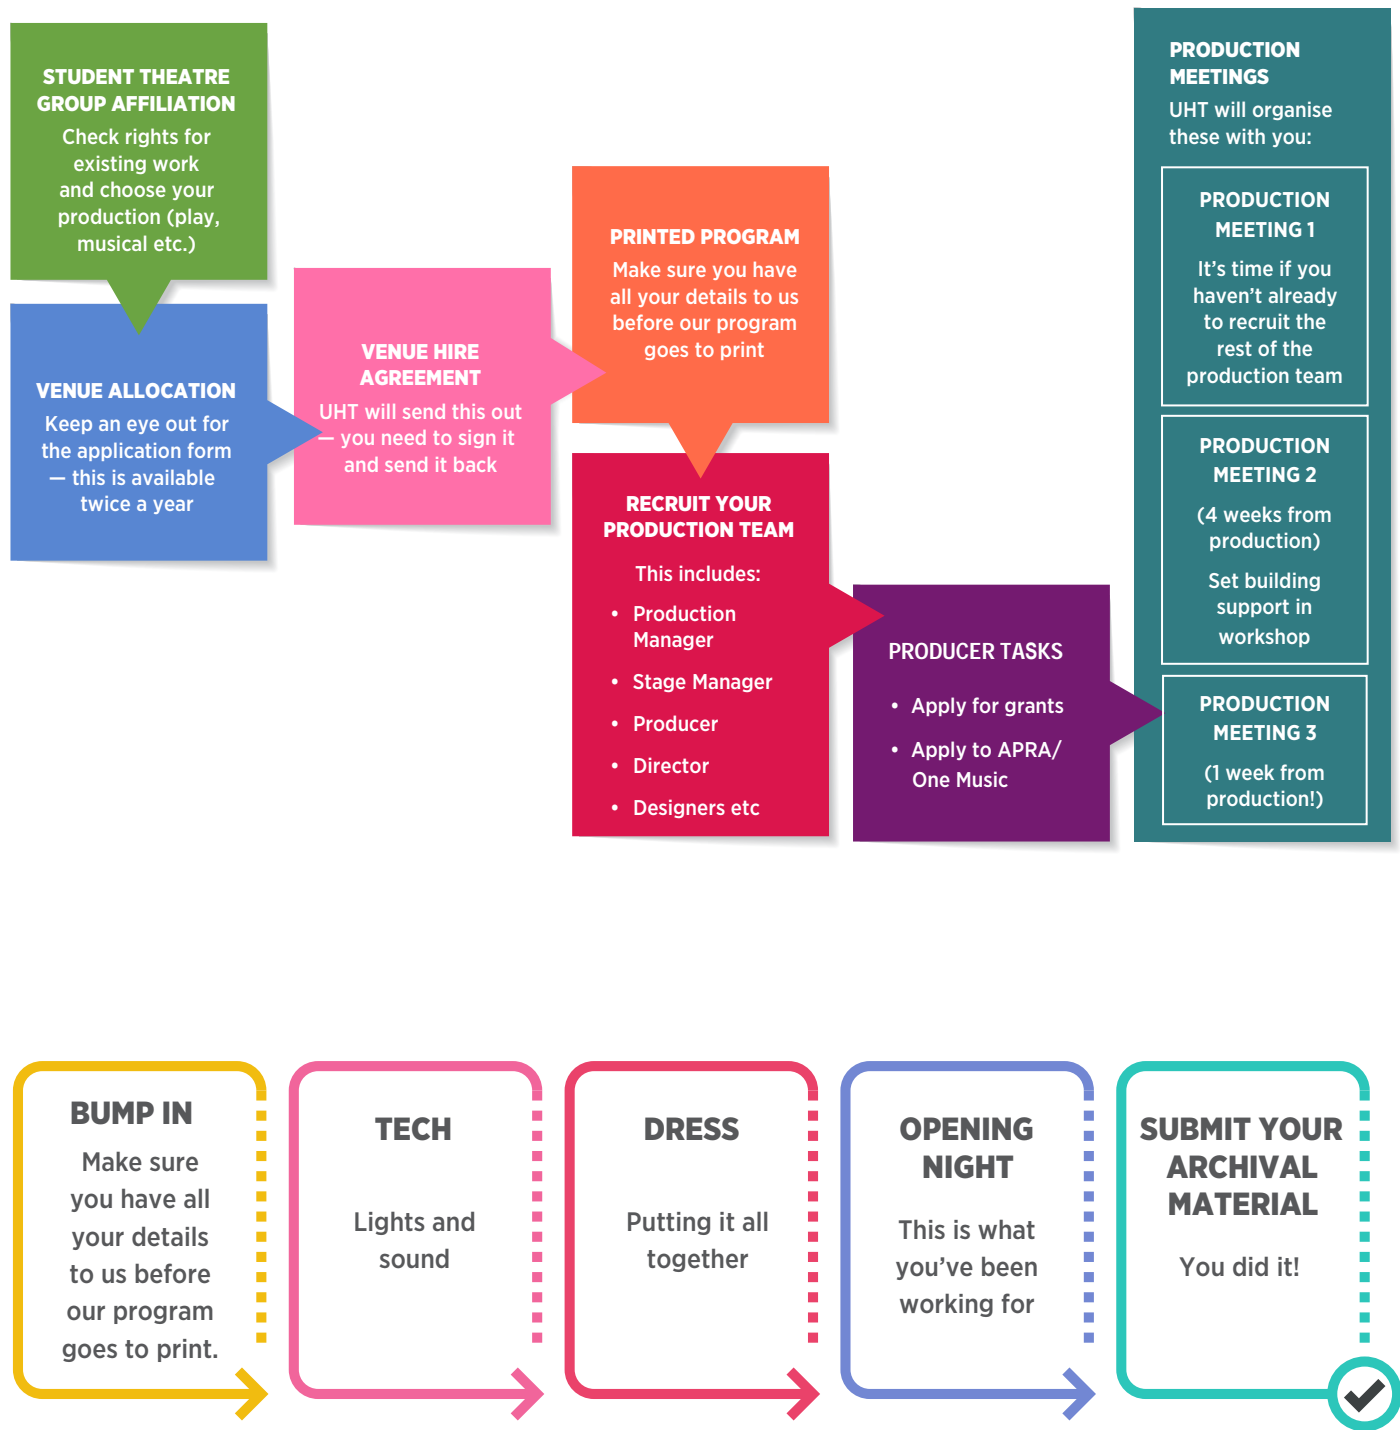 STUDENT THEATRE
GROUP AFFILIATION
Check rights for
existing work
and choose your
production (play,
musical etc.)
VENUE ALLOCATION
Keep an eye out for
the application form
— this is available
twice a year
VENUE HIRE
AGREEMENT
UHT will send this out
— you need to sign it
and send it back
PRINTED PROGRAM
Make sure you have
all your details to us
before our program
goes to print
RECRUIT YOUR
PRODUCTION TEAM
This includes:
• Production
Manager
• Stage Manager
• Producer
• Director
• Designers etc
PRODUCER TASKS
• Apply for grants
• Apply to APRA/
One Music
PRODUCTION
MEETINGS
UHT will organise
these with you:
PRODUCTION
MEETING 1
It’s time if you
haven’t already
to recruit the
rest of the
production team
PRODUCTION
MEETING 2
(4 weeks from
production)
Set building
support in
workshop
PRODUCTION
MEETING 3
(1 week from
production!)
BUMP IN
Make sure
you have all
your details
to us before
our program
goes to print.
TECH
Lights and
sound
DRESS
Putting it all
together
OPENING
NIGHT
This is what
you’ve been
working for
SUBMIT YOUR
ARCHIVAL
MATERIAL
You did it!